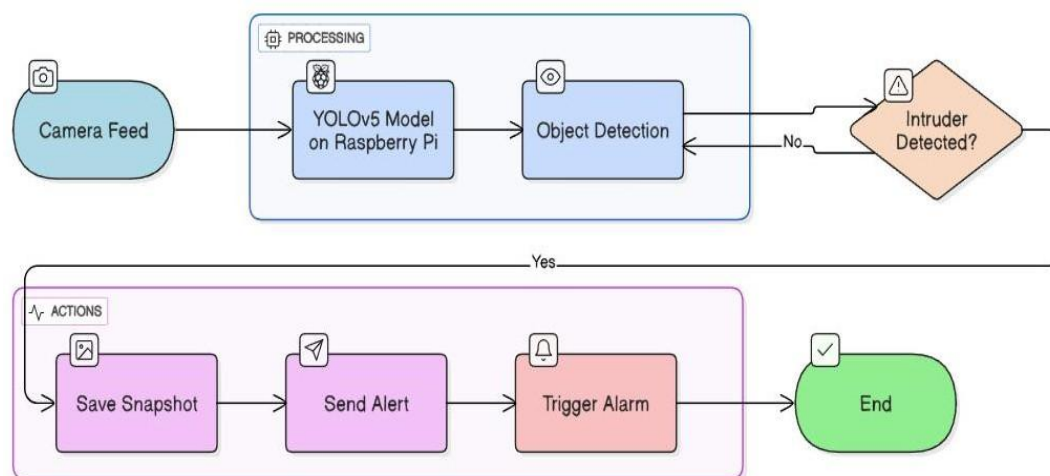 PROCESSING
Camera Feed
YOLOv5 Model
on Raspberry Pi
Object Detection
Intruder
Detected?
No
Yes
ACTIONS
Save Snapshot
Send Alert
Trigger Alarm
End